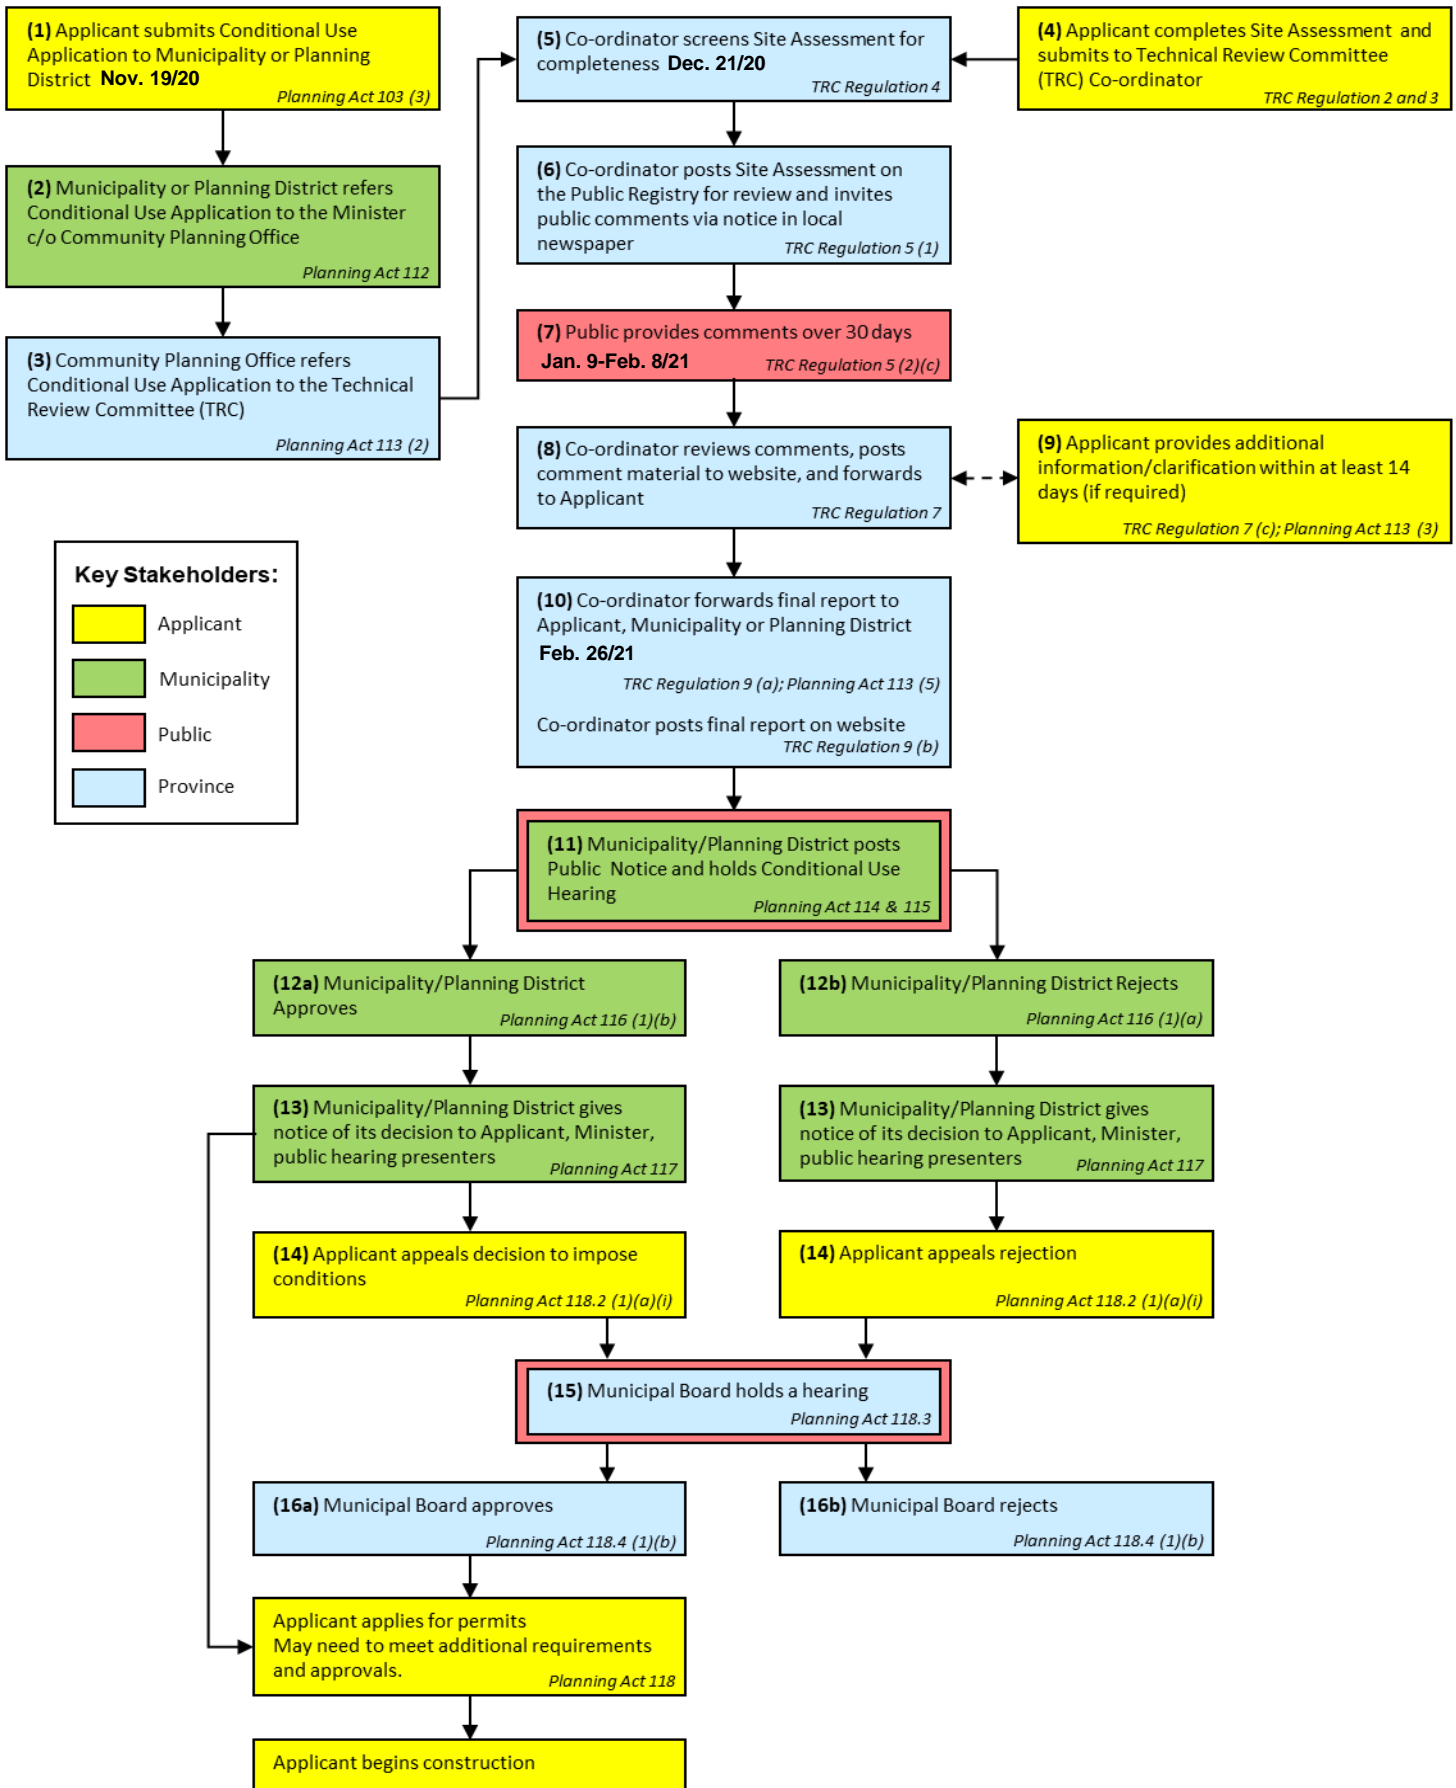 (1) Applicant submits Conditional Use
Application to Municipality or Planning
District Nov. 19/20
Planning Act 103 (3)
(2) Municipality or Planning District refers
Conditional Use Application to the Minister
c/o Community Planning Office
Planning Act 112
(3) Community Planning Office refers
Conditional Use Application to the Technical
Review Committee (TRC)
Planning Act 113 (2)
(4) Applicant completes Site Assessment and
submits to Technical Review Committee
(TRC) Co-ordinator
TRC Regulation 2 and 3
(5) Co-ordinator screens Site Assessment for
completeness Dec. 21/20
TRC Regulation 4
(6) Co-ordinator posts Site Assessment on
the Public Registry for review and invites
public comments via notice in local
newspaper
TRC Regulation 5 (1)
(7) Public provides comments over 30 days
Jan. 9-Feb. 8/21
TRC Regulation 5 (2)(c)
(8) Co-ordinator reviews comments, posts
comment material to website, and forwards
to Applicant
TRC Regulation 7
(9) Applicant provides additional
information/clarification within at least 14
days (if required)
TRC Regulation 7 (c); Planning Act 113 (3)
Key Stakeholders:
Applicant
Municipality
Public
Province
(10) Co-ordinator forwards final report to
Applicant, Municipality or Planning District
Feb. 26/21
TRC Regulation 9 (a); Planning Act 113 (5)
Co-ordinator posts final report on website
TRC Regulation 9 (b)
(11) Municipality/Planning District posts
Public Notice and holds Conditional Use
Hearing
Planning Act 114 & 115
(12a) Municipality/Planning District
Approves
Planning Act 116 (1)(b)
(12b) Municipality/Planning District Rejects
Planning Act 116 (1)(a)
(13) Municipality/Planning District gives
notice of its decision to Applicant, Minister,
public hearing presenters
Planning Act 117
(13) Municipality/Planning District gives
notice of its decision to Applicant, Minister,
public hearing presenters
Planning Act 117
(14) Applicant appeals decision to impose
conditions
Planning Act 118.2 (1)(a)(i)
(14) Applicant appeals rejection
Planning Act 118.2 (1)(a)(i)
(15) Municipal Board holds a hearing
Planning Act 118.3
(16a) Municipal Board approves
Planning Act 118.4 (1)(b)
(16b) Municipal Board rejects
Planning Act 118.4 (1)(b)
Applicant applies for permits
May need to meet additional requirements
and approvals.
Planning Act 118
Applicant begins construction